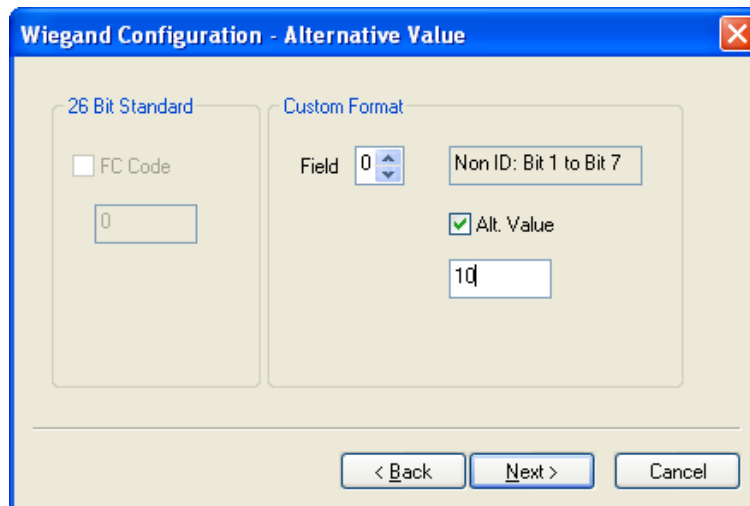 Wiegand Configuration - Alternative Value
26 Bit Standard
FC Code
0
Custom Format
Field 0 Non ID: Bit 1 to Bit 7
Alt. Value
10
< Back Next > Cancel